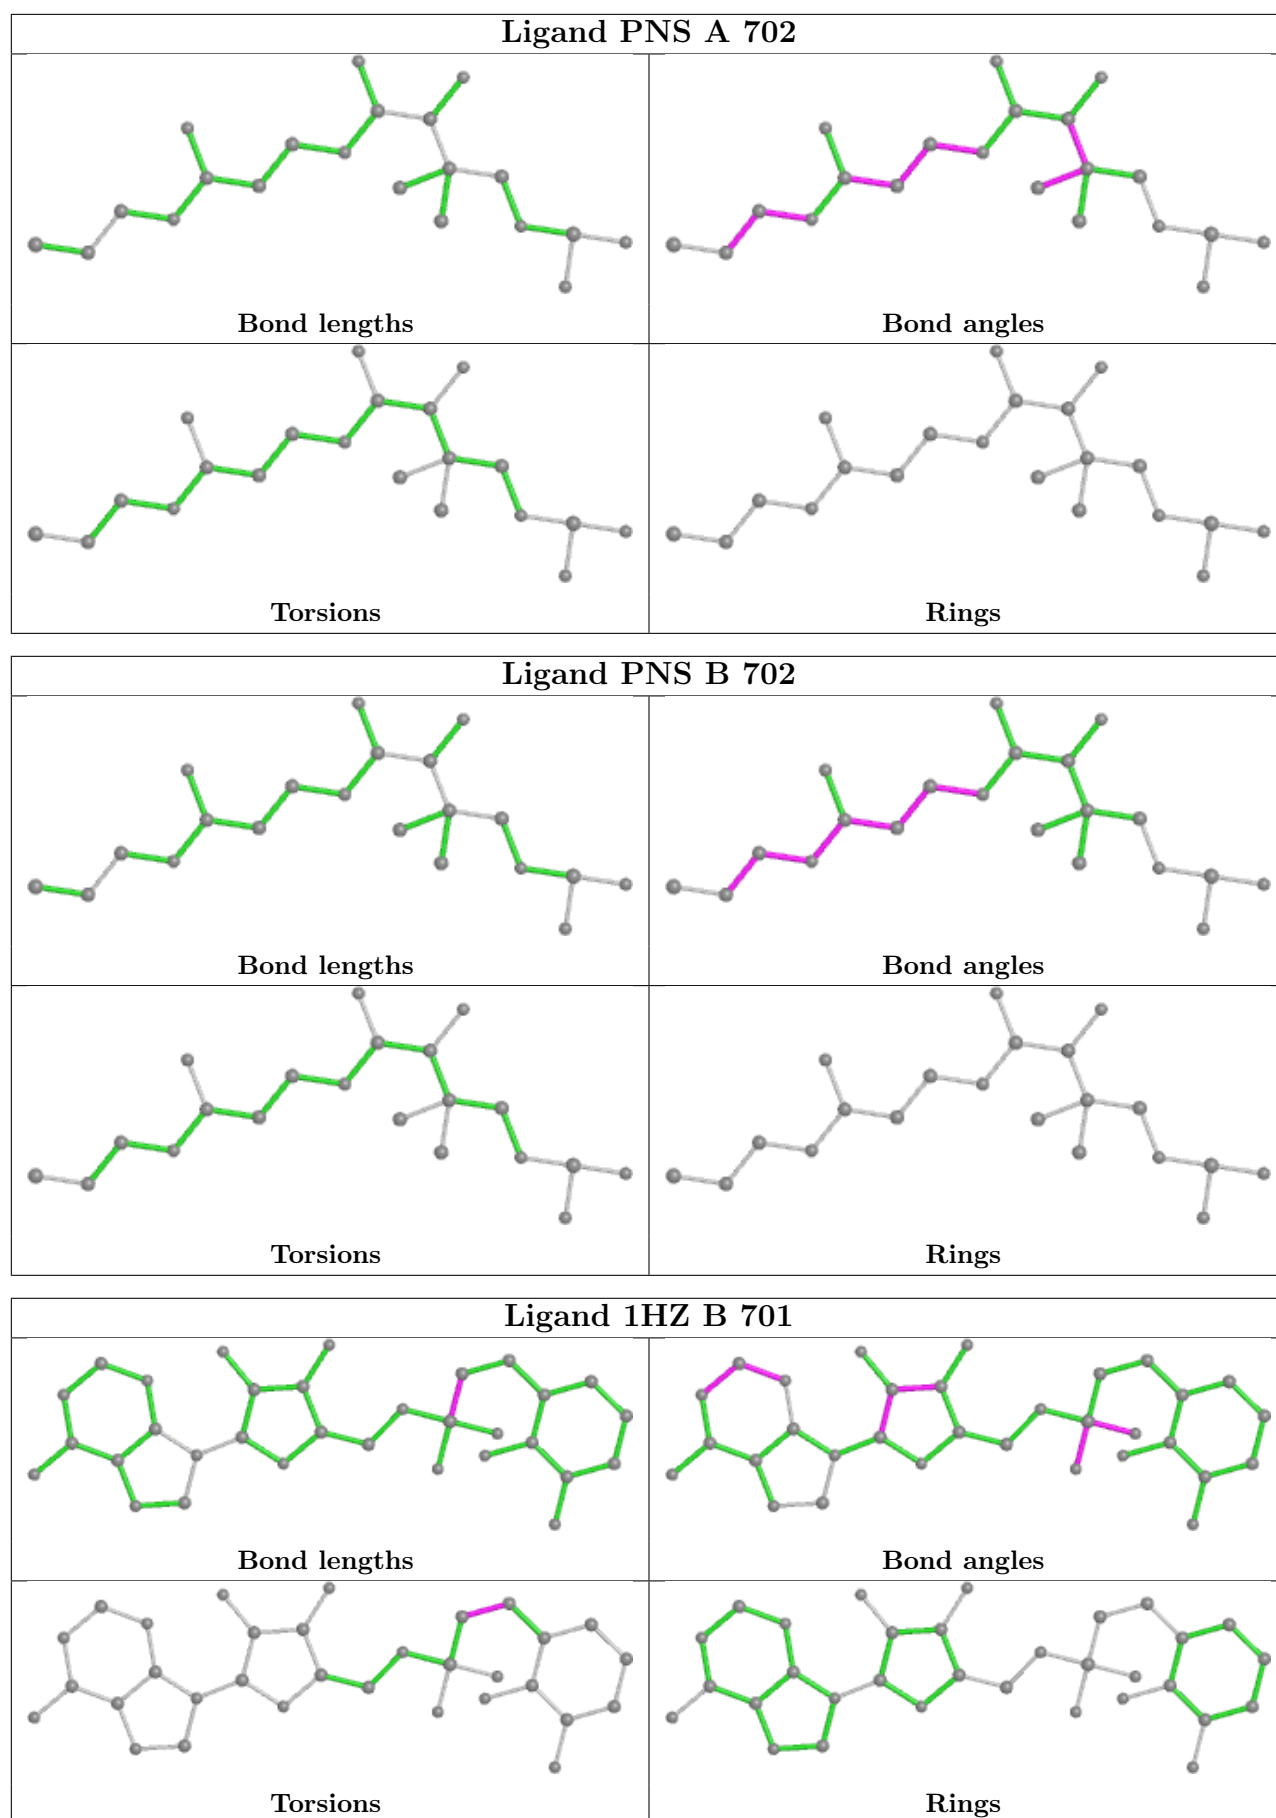 Ligand PNS A 702
Bond lengths
Bond angles
Torsions
Rings
Ligand PNS B 702
Bond lengths
Bond angles
Torsions
Rings
Ligand 1HZ B 701
Bond lengths
Bond angles
Torsions
Rings